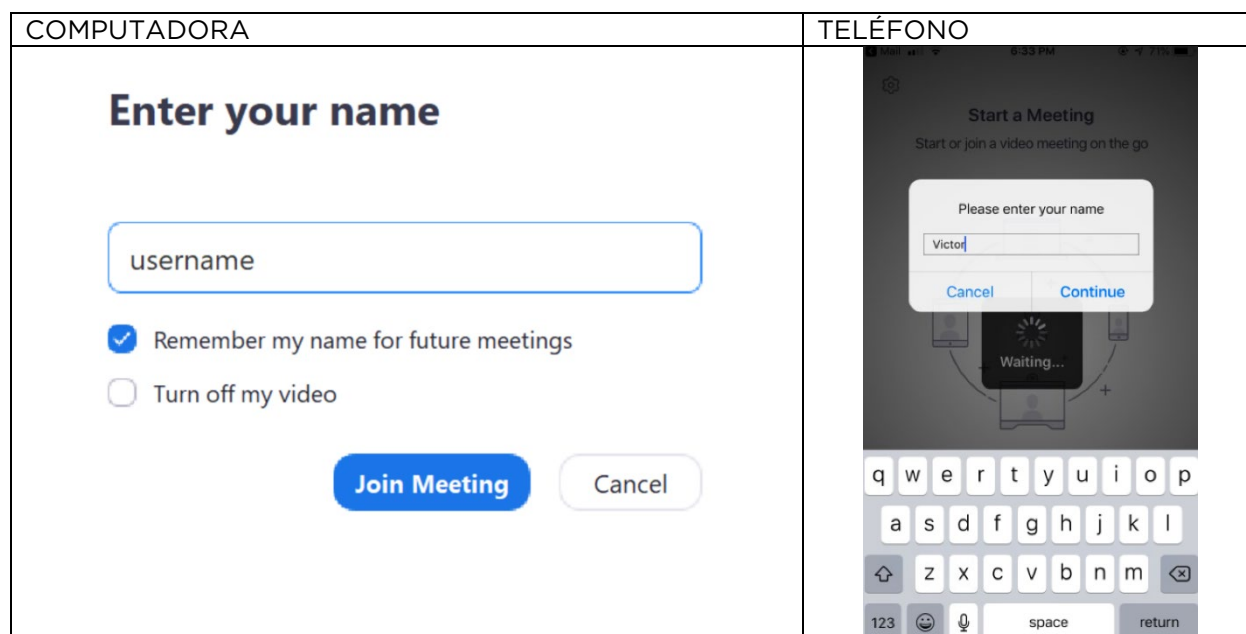 COMPUTADORA
TELÉFONO
Enter your name
username
Remember my name for future meetings
Turn off my video
Join Meeting
Cancel
Mail
6:33 PM
71%
Start a Meeting
Start or join a video meeting on the go
Please enter your name
Victor
Cancel Continue
Waiting...
q w e r t y u i o p
a s d f g h j k l
z x c v b n m
123 space return